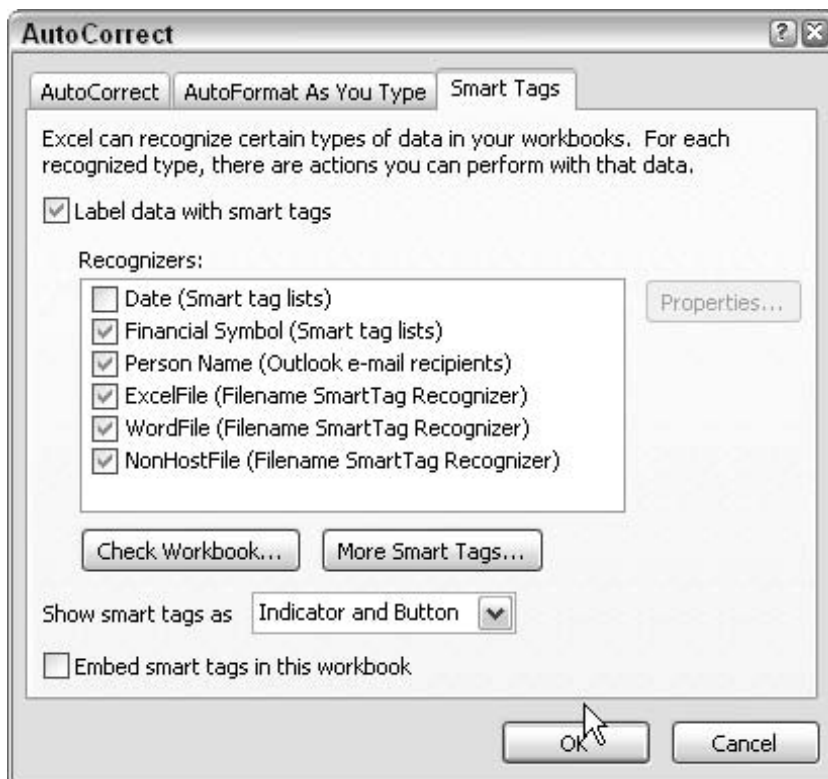 AutoCorrect
AutoCorrect AutoFormat As You Type Smart Tags
Excel can recognize certain types of data in your workbooks. For each
recognized type, there are actions you can perform with that data.
Label data with smart tags
Recognizers:
Date (Smart tag lists)
Financial Symbol (Smart tag lists)
Person Name (Outlook e-mail recipients)
ExcelFile (Filename SmartTag Recognizer)
WordFile (Filename SmartTag Recognizer)
NonHostFile (Filename SmartTag Recognizer)
Properties...
Check Workbook... More Smart Tags...
Show smart tags as Indicator and Button
Embed smart tags in this workbook
OK Cancel